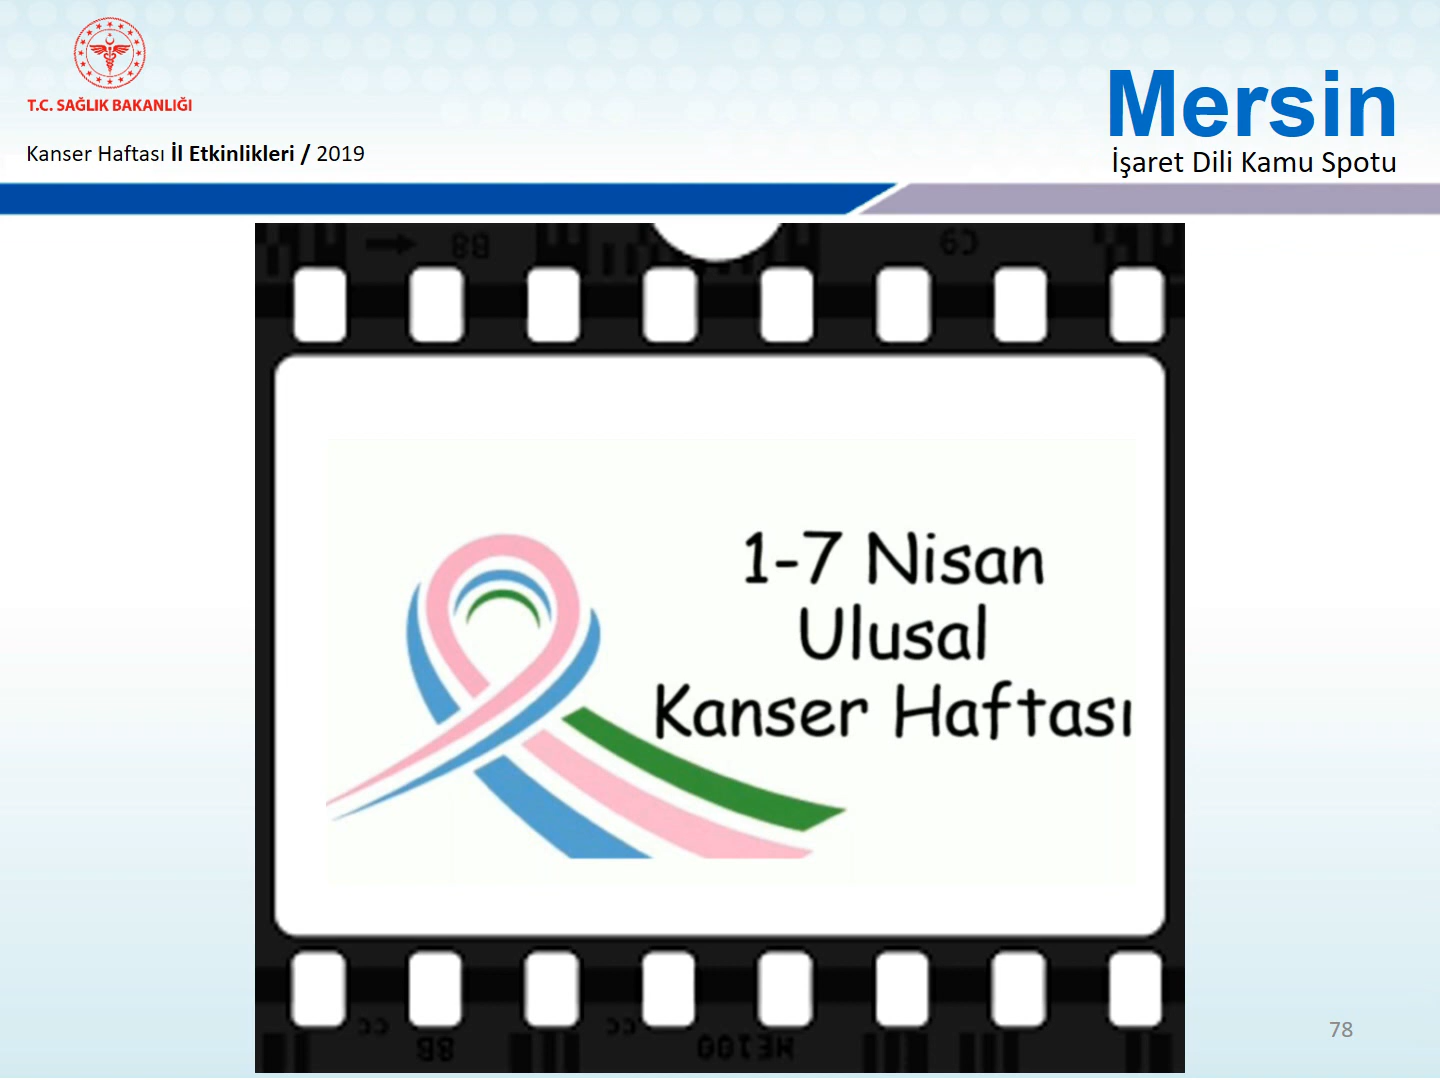 T.C. SAĞLIK BAKANLIĞI
Kanser Haftası İl Etkinlikleri / 2019
Mersin
İşaret Dili Kamu Spotu
1-7 Nisan
Ulusal
Kanser Haftası
78